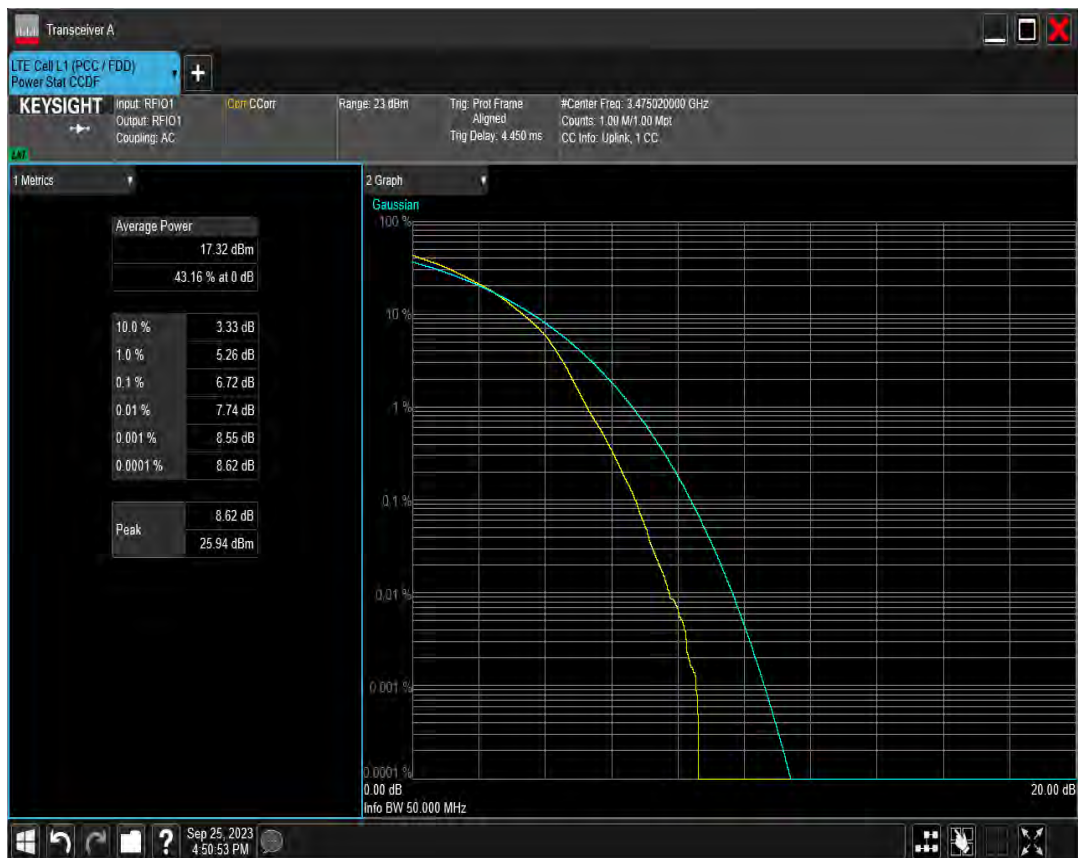 Transceiver A
LTE Cell L1 (PCC / FDD)
Power Stat CCDF
+
KEYSIGHT
Input: RFIO1
Output: RFIO1
Coupling: AC
Corr CCorr
Range: 23 dBm
Trig: Prot Frame
Aligned
Trig Delay: 4.450 ms
#Center Freq: 3.475020000 GHz
Counts: 1.00 M/1.00 Mpt
CC Info: Uplink, 1 CC
1 Metrics
Average Power
17.32 dBm
43.16 % at 0 dB
10.0 % 3.33 dB
1.0 % 5.26 dB
0.1 % 6.72 dB
0.01 % 7.74 dB
0.001 % 8.55 dB
0.0001 % 8.62 dB
Peak
8.62 dB
25.94 dBm
2 Graph
Gaussian
100 %
10 %
1 %
0.1 %
0.01 %
0.001 %
0.0001 %
0.00 dB 20.00 dB
Info BW 50.000 MHz
?
Sep 25, 2023
4:50:53 PM